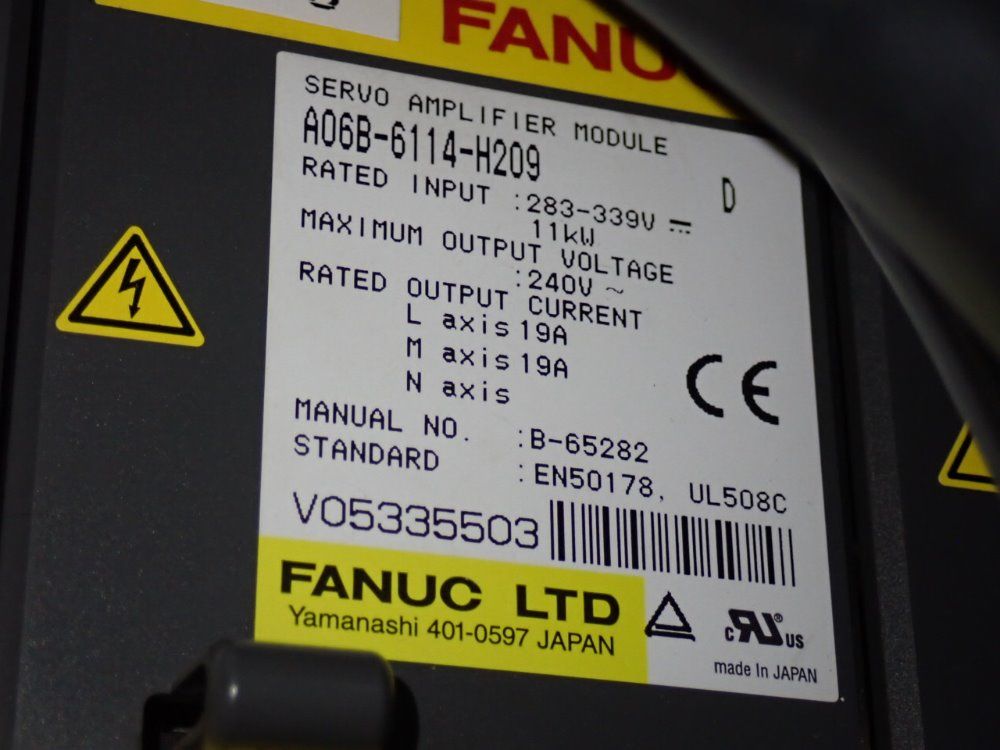 FANUC
SERVO AMPLIFIER MODULE
A06B-6114-H209
D
RATED INPUT :283-339V ⎓
11kW
MAXIMUM OUTPUT VOLTAGE
:240V ~
RATED OUTPUT CURRENT
L axis 19A
M axis 19A
N axis
CE
MANUAL NO. :B-65282
STANDARD :EN50178, UL508C
V05335503
FANUC LTD
Yamanashi 401-0597 JAPAN
c RU ® US
made In JAPAN